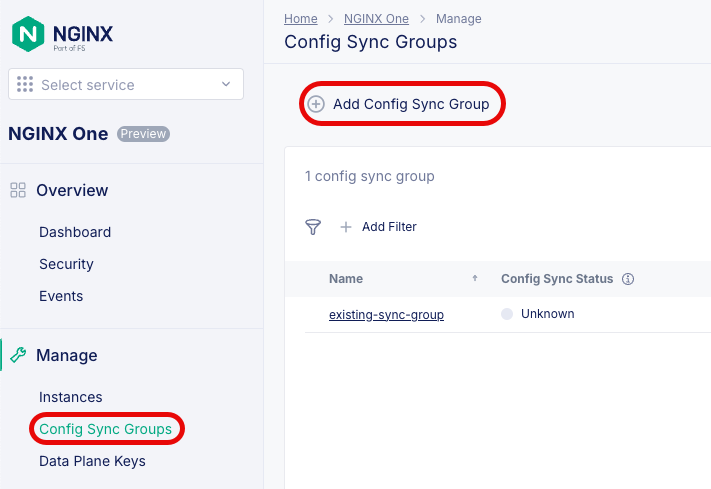 NGINX
Part of F5
Select service
NGINX One Preview
Overview
Dashboard
Security
Events
Manage
Instances
Config Sync Groups
Data Plane Keys
Home > NGINX One > Manage
Config Sync Groups
Add Config Sync Group
1 config sync group
Add Filter
Name Config Sync Status
existing-sync-group Unknown